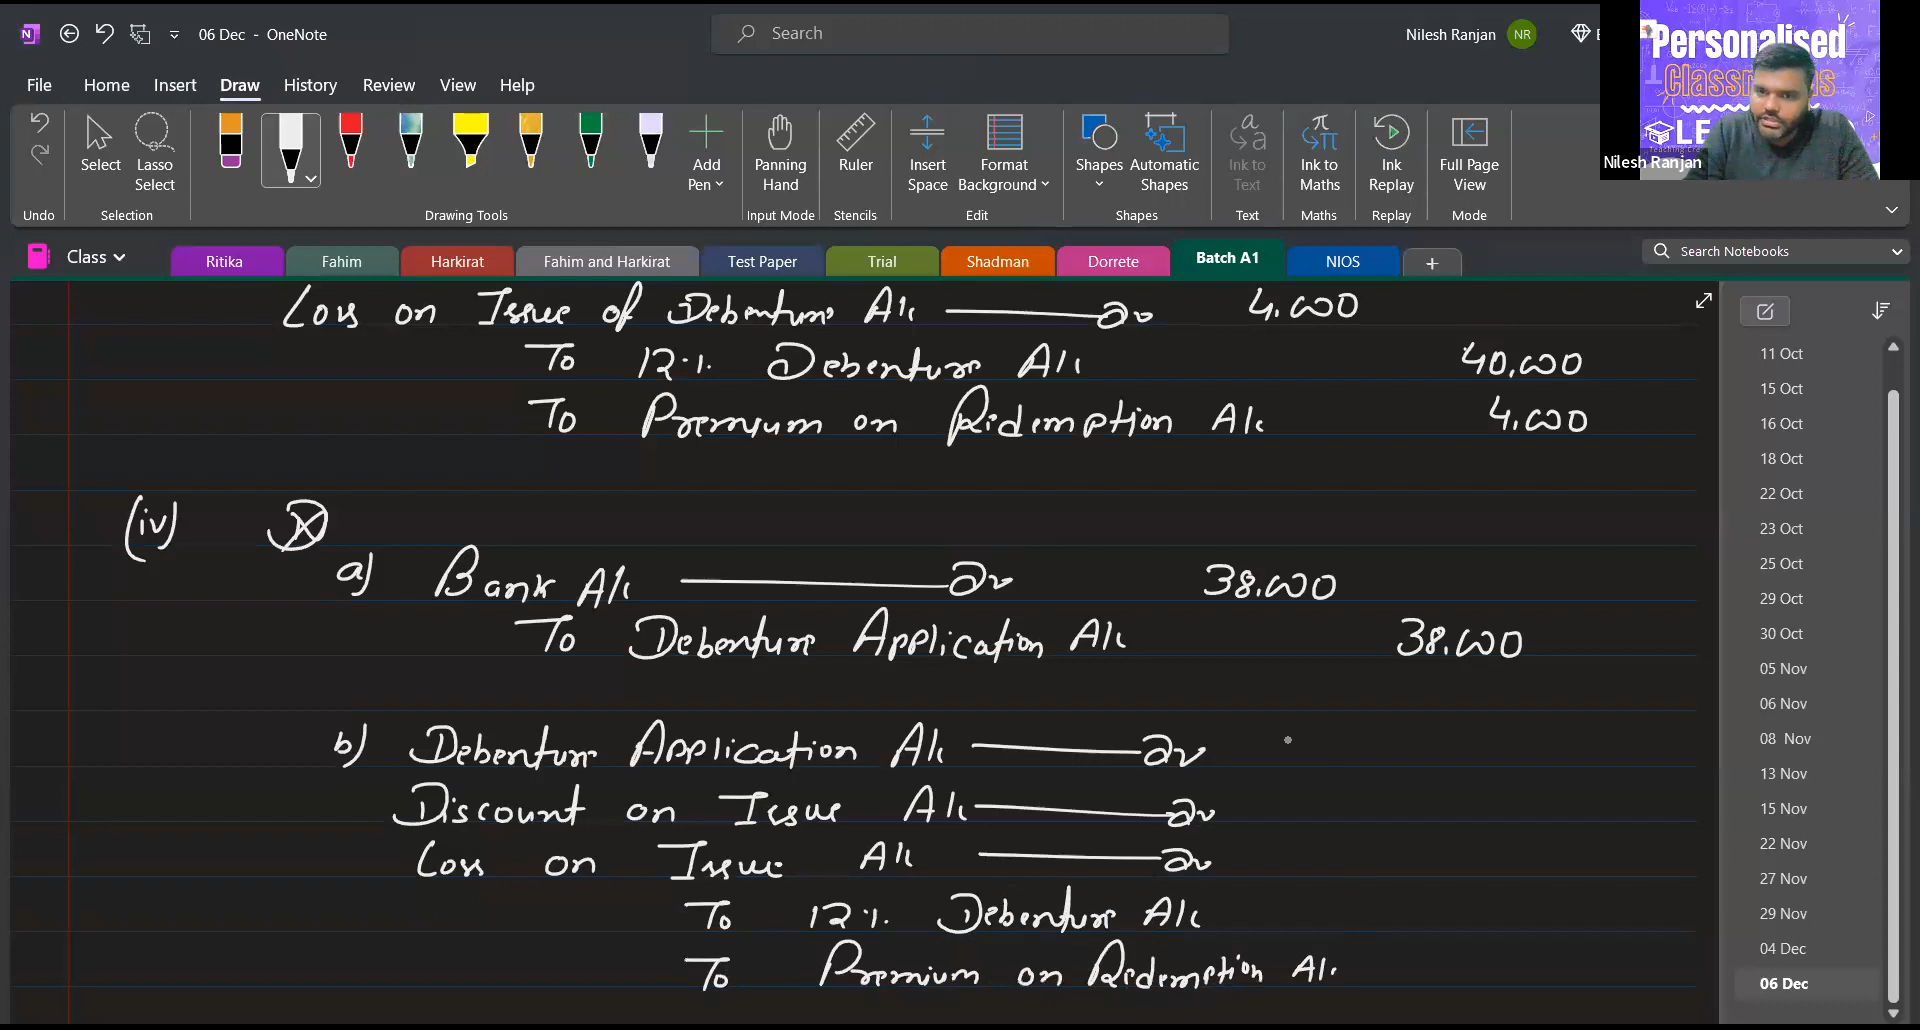 06 Dec - OneNote
Search
Nilesh Ranjan NR
File Home Insert Draw History Review View Help
Personalised
Classrooms
LE
Nilesh Ranjan
Select
Lasso Select
Add Pen
Panning Hand
Ruler
Insert Space
Format Background
Shapes
Automatic Shapes
Ink to Text
Ink to Maths
Ink Replay
Full Page View
Undo Selection Drawing Tools Input Mode Stencils Edit Shapes Text Maths Replay Mode
Class Ritika Fahim Harkirat Fahim and Harkirat Test Paper Trial Shadman Dorrete Batch A1 NIOS +
Search Notebooks
Loss on Issue of Debenture A/c Dr 4,000
To 12% Debenture A/c 40,000
To Premium on Redemption A/c 4,000
(iv)
a) Bank A/c Dr 38,000
To Debenture Application A/c 38,000
b) Debenture Application A/c Dr
Discount on Issue A/c Dr
Loss on Issue A/c Dr
To 12% Debenture A/c
To Premium on Redemption A/c
11 Oct
15 Oct
16 Oct
18 Oct
22 Oct
23 Oct
25 Oct
29 Oct
30 Oct
05 Nov
06 Nov
08 Nov
13 Nov
15 Nov
22 Nov
27 Nov
29 Nov
04 Dec
06 Dec